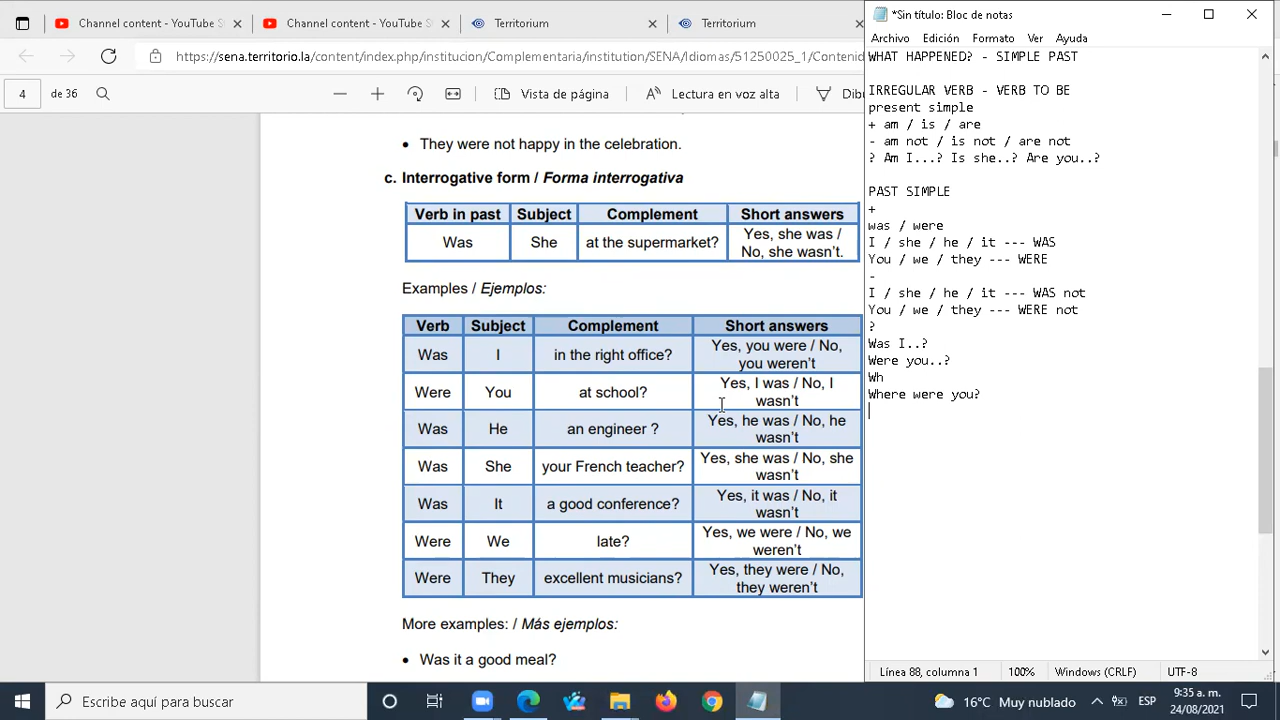 Channel content - YouTube S
Channel content - YouTube S
Territorium
Territorium
https://sena.territorio.la/content/index.php/institucion/Complementaria/institution/SENA/Idiomas/51250025_1/Contenid
4 de 36
Vista de página
Lectura en voz alta
Dibu
They were not happy in the celebration.
c. Interrogative form / Forma interrogativa
Verb in past Subject Complement Short answers
Was She at the supermarket? Yes, she was /
No, she wasn't.
Examples / Ejemplos:
Verb Subject Complement Short answers
Was I in the right office? Yes, you were / No,
you weren't
Were You at school? Yes, I was / No, I
wasn't
Was He an engineer ? Yes, he was / No, he
wasn't
Was She your French teacher? Yes, she was / No, she
wasn't
Was It a good conference? Yes, it was / No, it
wasn't
Were We late? Yes, we were / No, we
weren't
Were They excellent musicians? Yes, they were / No,
they weren't
More examples: / Más ejemplos:
Was it a good meal?
*Sin título: Bloc de notas
Archivo Edición Formato Ver Ayuda
WHAT HAPPENED? - SIMPLE PAST
IRREGULAR VERB - VERB TO BE
present simple
+ am / is / are
- am not / is not / are not
? Am I...? Is she..? Are you..?
PAST SIMPLE
+
was / were
I / she / he / it --- WAS
You / we / they --- WERE
-
I / she / he / it --- WAS not
You / we / they --- WERE not
?
Was I..?
Were you..?
Wh
Where were you?
Línea 88, columna 1 100% Windows (CRLF) UTF-8
Escribe aquí para buscar
16°C Muy nublado
ESP
9:35 a. m.
24/08/2021